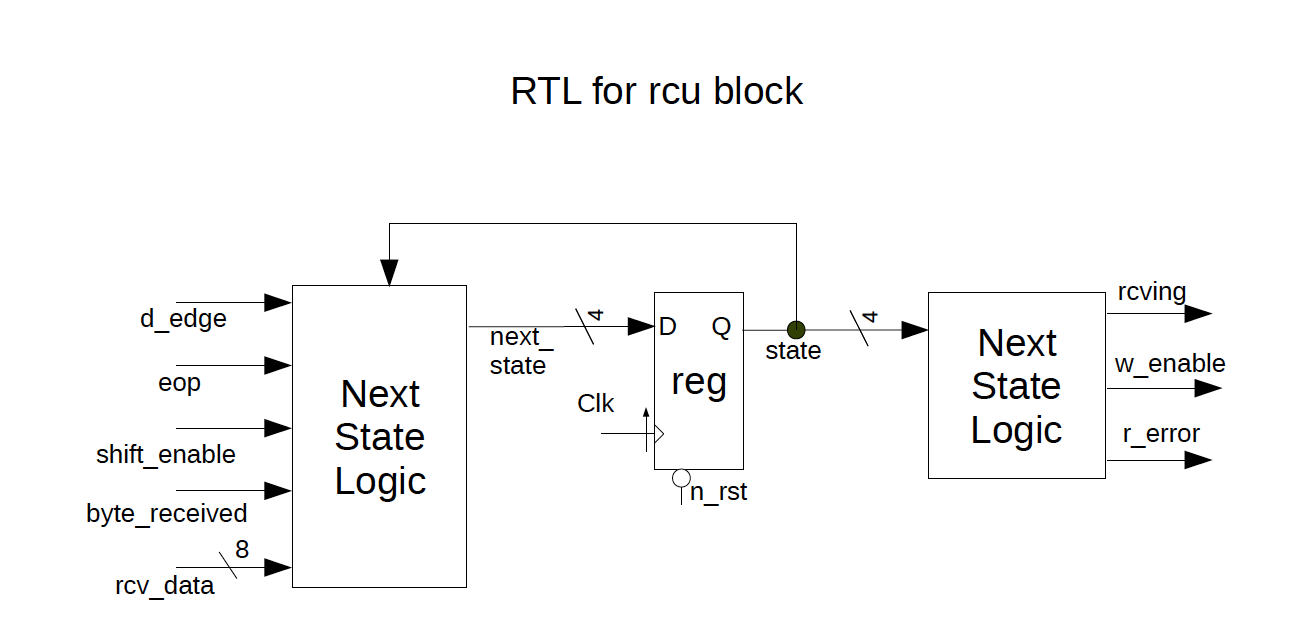 RTL for rcu block
d_edge
eop
shift_enable
byte_received
8
rcv_data
Next
State
Logic
next_
state
4
D Q
reg
Clk
n_rst
state
4
Next
State
Logic
rcving
w_enable
r_error